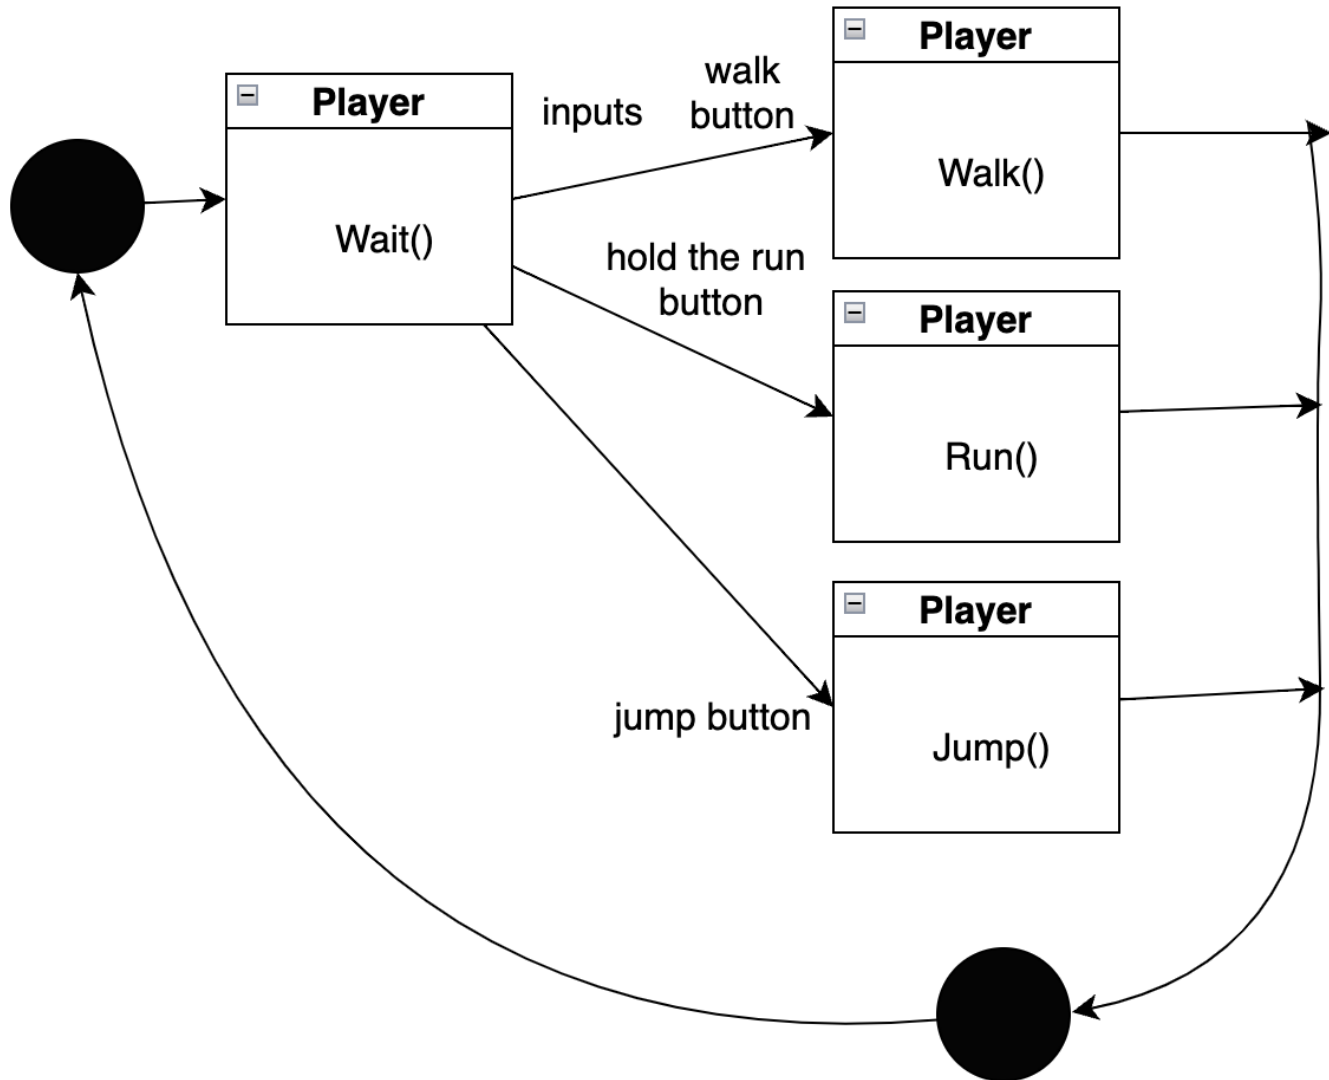 Player
Wait()
inputs
walk
button
Player
Walk()
hold the run
button
Player
Run()
jump button
Player
Jump()